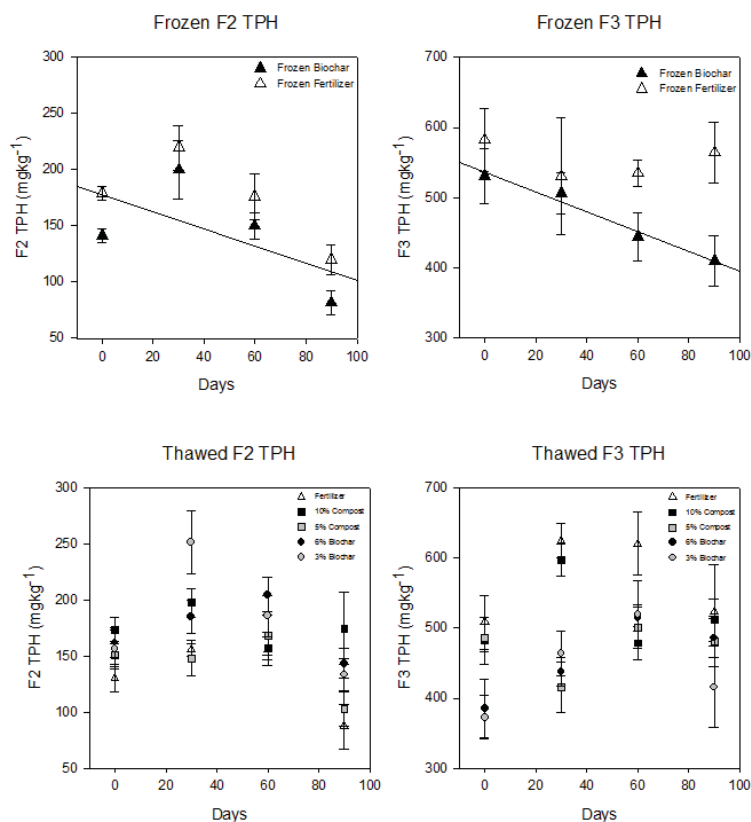 Frozen F2 TPH
300
250
200
150
100
50
F2 TPH (mgkg-1)
Frozen Biochar
Frozen Fertilizer
0 20 40 60 80 100
Days
Frozen F3 TPH
700
600
500
400
300
F3 TPH (mgkg-1)
Frozen Biochar
Frozen Fertilizer
0 20 40 60 80 100
Days
Thawed F2 TPH
300
250
200
150
100
50
F2 TPH (mgkg-1)
Fertilizer
10% Compost
5% Compost
6% Biochar
3% Biochar
0 20 40 60 80 100
Days
Thawed F3 TPH
700
600
500
400
300
F3 TPH (mgkg-1)
Fertilizer
10% Compost
5% Compost
6% Biochar
3% Biochar
0 20 40 60 80 100
Days